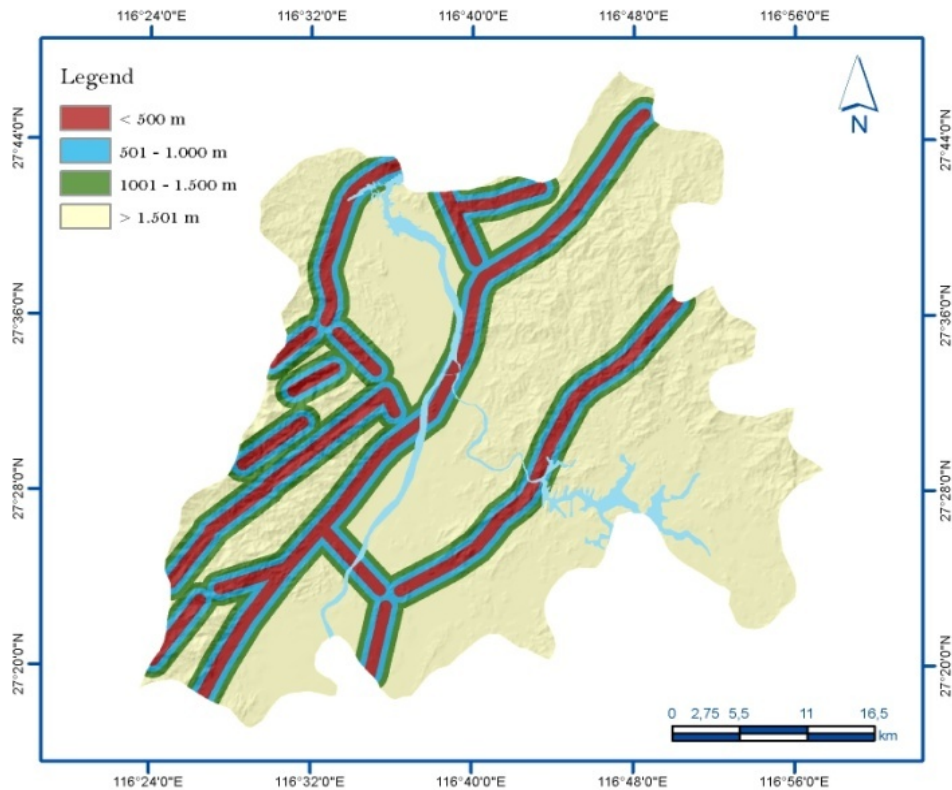 116°24'0"E 116°32'0"E 116°40'0"E 116°48'0"E 116°56'0"E
Legend
< 500 m
501 - 1.000 m
1001 - 1.500 m
> 1.501 m
N
27°44'0"N 27°44'0"N
27°36'0"N 27°36'0"N
27°28'0"N 27°28'0"N
27°20'0"N 27°20'0"N
0 2,75 5,5 11 16,5
km
116°24'0"E 116°32'0"E 116°40'0"E 116°48'0"E 116°56'0"E